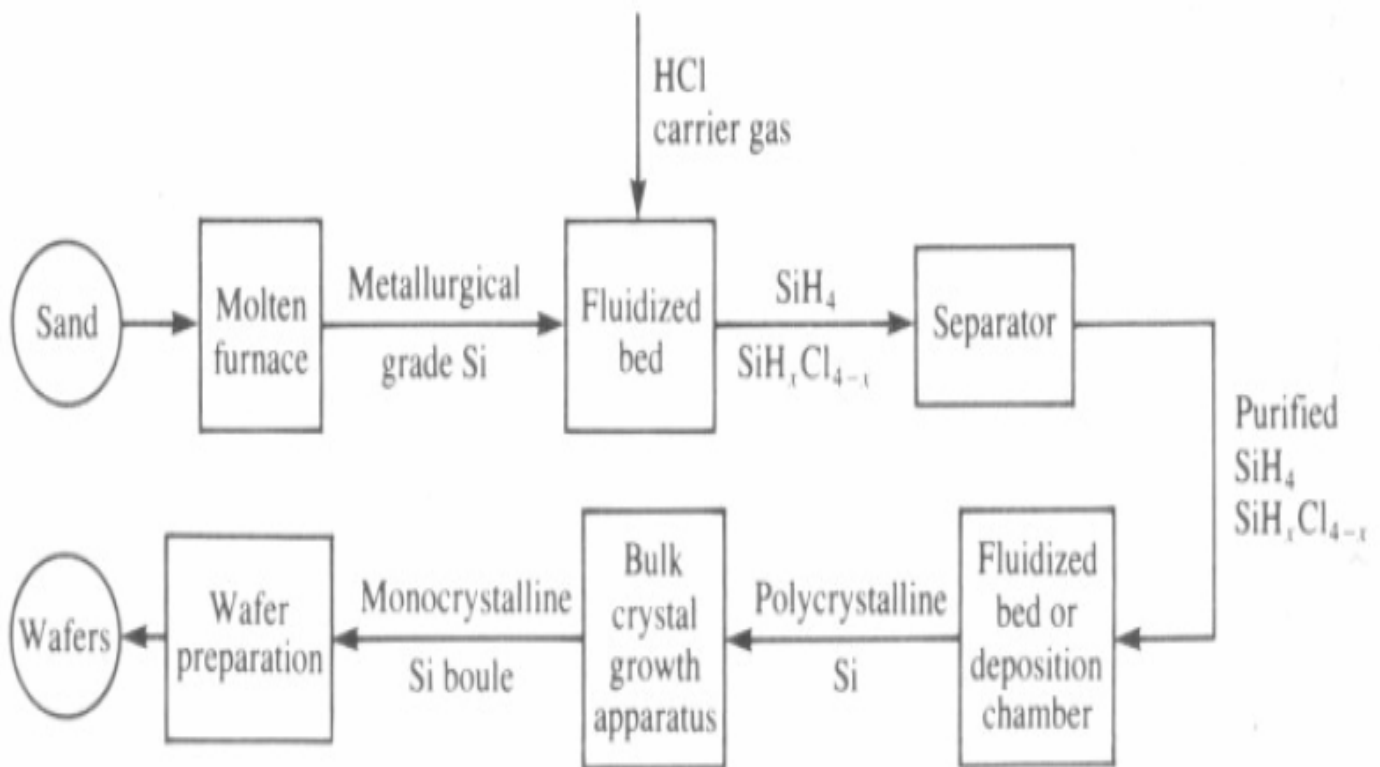 HCl
carrier gas
Sand
Molten
furnace
Metallurgical
grade Si
Fluidized
bed
SiH₄
SiHₓCl₄₋ₓ
Separator
Purified
SiH₄
SiHₓCl₄₋ₓ
Fluidized
bed or
deposition
chamber
Polycrystalline
Si
Bulk
crystal
growth
apparatus
Monocrystalline
Si boule
Wafer
preparation
Wafers